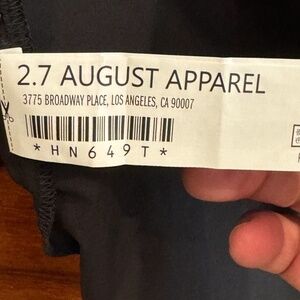 2.7 AUGUST APPAREL
3775 BROADWAY PLACE, LOS ANGELES, CA 90007
*HN649T*